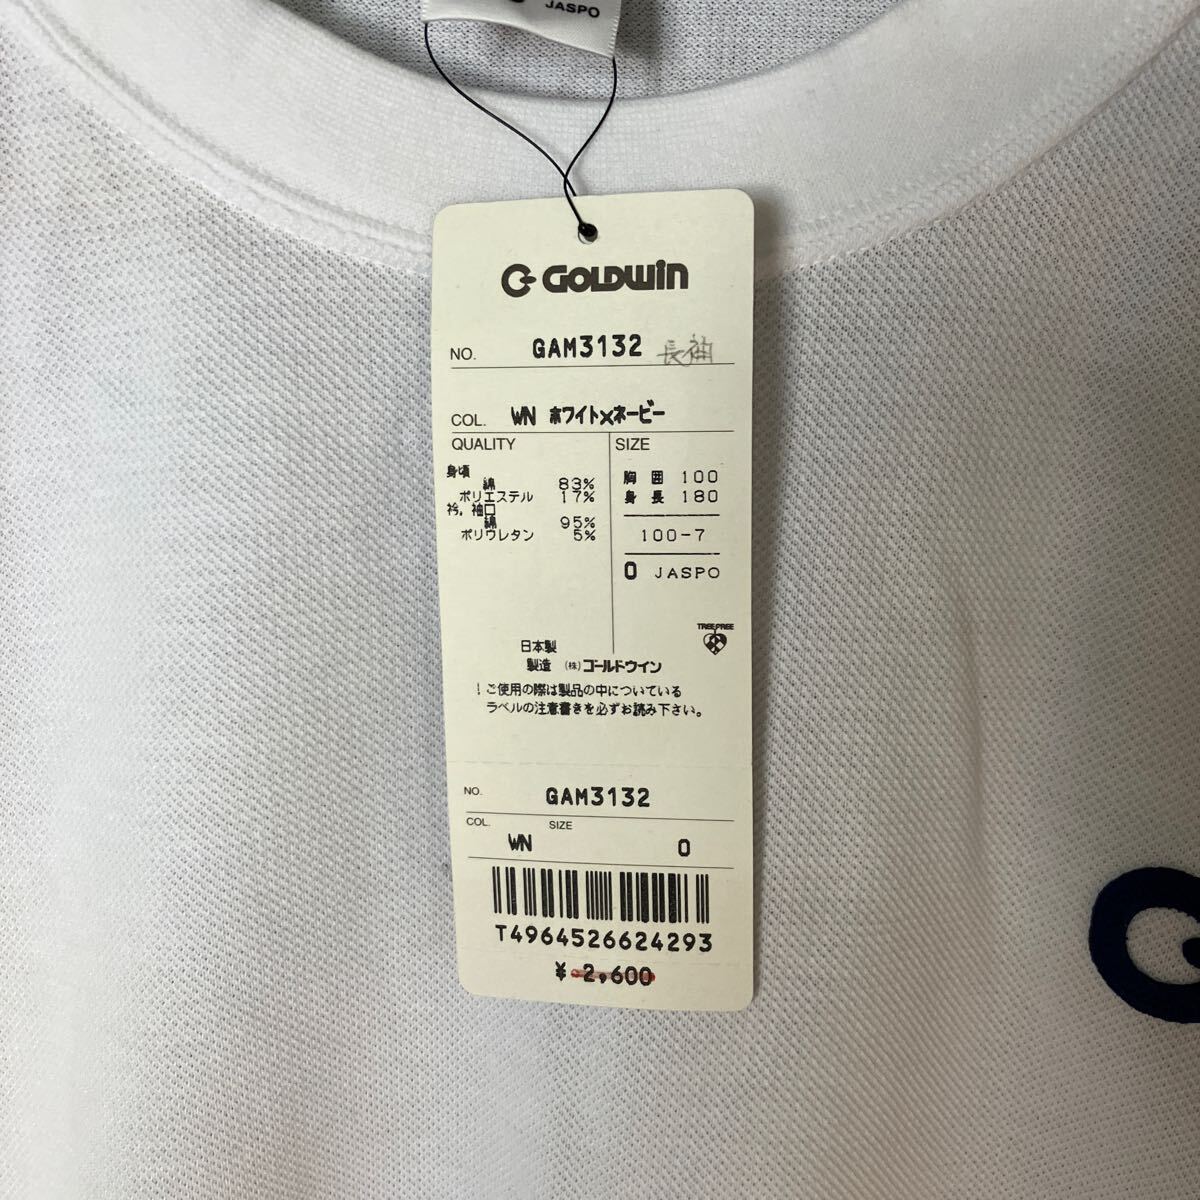 JASPO
GOLDWIN
NO. GAM3132 長袖
COL. WN ホワイト×ネービー
QUALITY
身頃
綿 83%
ポリエステル 17%
衿，袖口
綿 95%
ポリウレタン 5%
SIZE
胸囲 100
身長 180
100-7
O JASPO
TREE FREE
日本製
製造 (株)ゴールドウイン
！ご使用の際は製品の中についている
ラベルの注意書きを必ずお読み下さい。
NO. GAM3132
COL. SIZE
WN O
T4964526624293
¥2,600